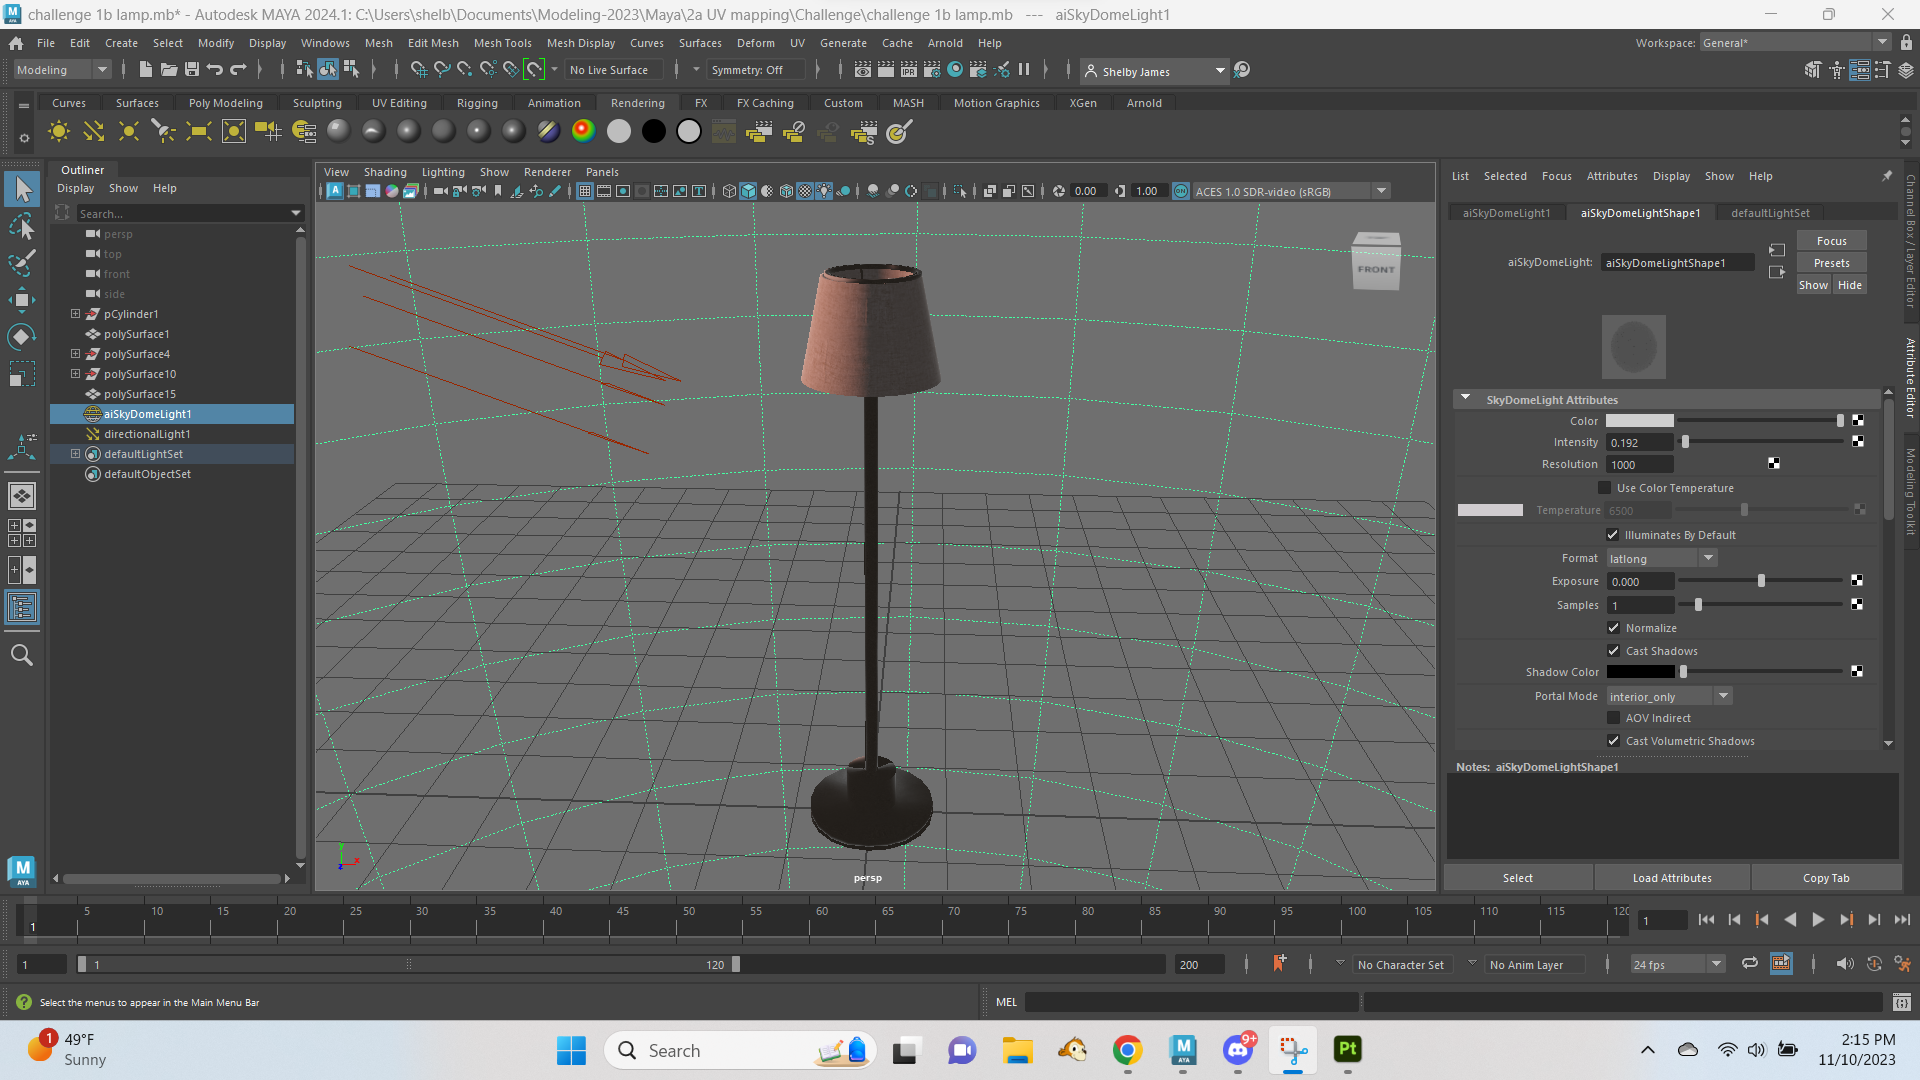 challenge 1b lamp.mb* - Autodesk MAYA 2024.1: C:\Users\shelb\Documents\Modeling-2023\Maya\2a UV mapping\Challenge\challenge 1b lamp.mb   ---   aiSkyDomeLight1
File Edit Create Select Modify Display Windows Mesh Edit Mesh Mesh Tools Mesh Display Curves Surfaces Deform UV Generate Cache Arnold Help
Workspace: General*
Modeling
No Live Surface
Symmetry: Off
IPR
Shelby James
Curves Surfaces Poly Modeling Sculpting UV Editing Rigging Animation Rendering FX FX Caching Custom MASH Motion Graphics XGen Arnold
Outliner
Display Show Help
Search...
persp
top
front
side
pCylinder1
polySurface1
polySurface4
polySurface10
polySurface15
aiSkyDomeLight1
directionalLight1
defaultLightSet
defaultObjectSet
View Shading Lighting Show Renderer Panels
0.00
1.00
ACES 1.0 SDR-video (sRGB)
FRONT
y
x
z
persp
List Selected Focus Attributes Display Show Help
aiSkyDomeLight1 aiSkyDomeLightShape1 defaultLightSet
Focus
aiSkyDomeLight: aiSkyDomeLightShape1
Presets
Show Hide
SkyDomeLight Attributes
Color
Intensity 0.192
Resolution 1000
Use Color Temperature
Temperature 6500
Illuminates By Default
Format latlong
Exposure 0.000
Samples 1
Normalize
Cast Shadows
Shadow Color
Portal Mode interior_only
AOV Indirect
Cast Volumetric Shadows
Notes: aiSkyDomeLightShape1
Select Load Attributes Copy Tab
Channel Box / Layer Editor
Attribute Editor
Modeling Toolkit
MAYA
5 10 15 20 25 30 35 40 45 50 55 60 65 70 75 80 85 90 95 100 105 110 115 120
1
1
1
1
120
200
No Character Set
No Anim Layer
24 fps
Select the menus to appear in the Main Menu Bar
MEL
1
49°F
Sunny
Search
9+
Pt
2:15 PM
11/10/2023